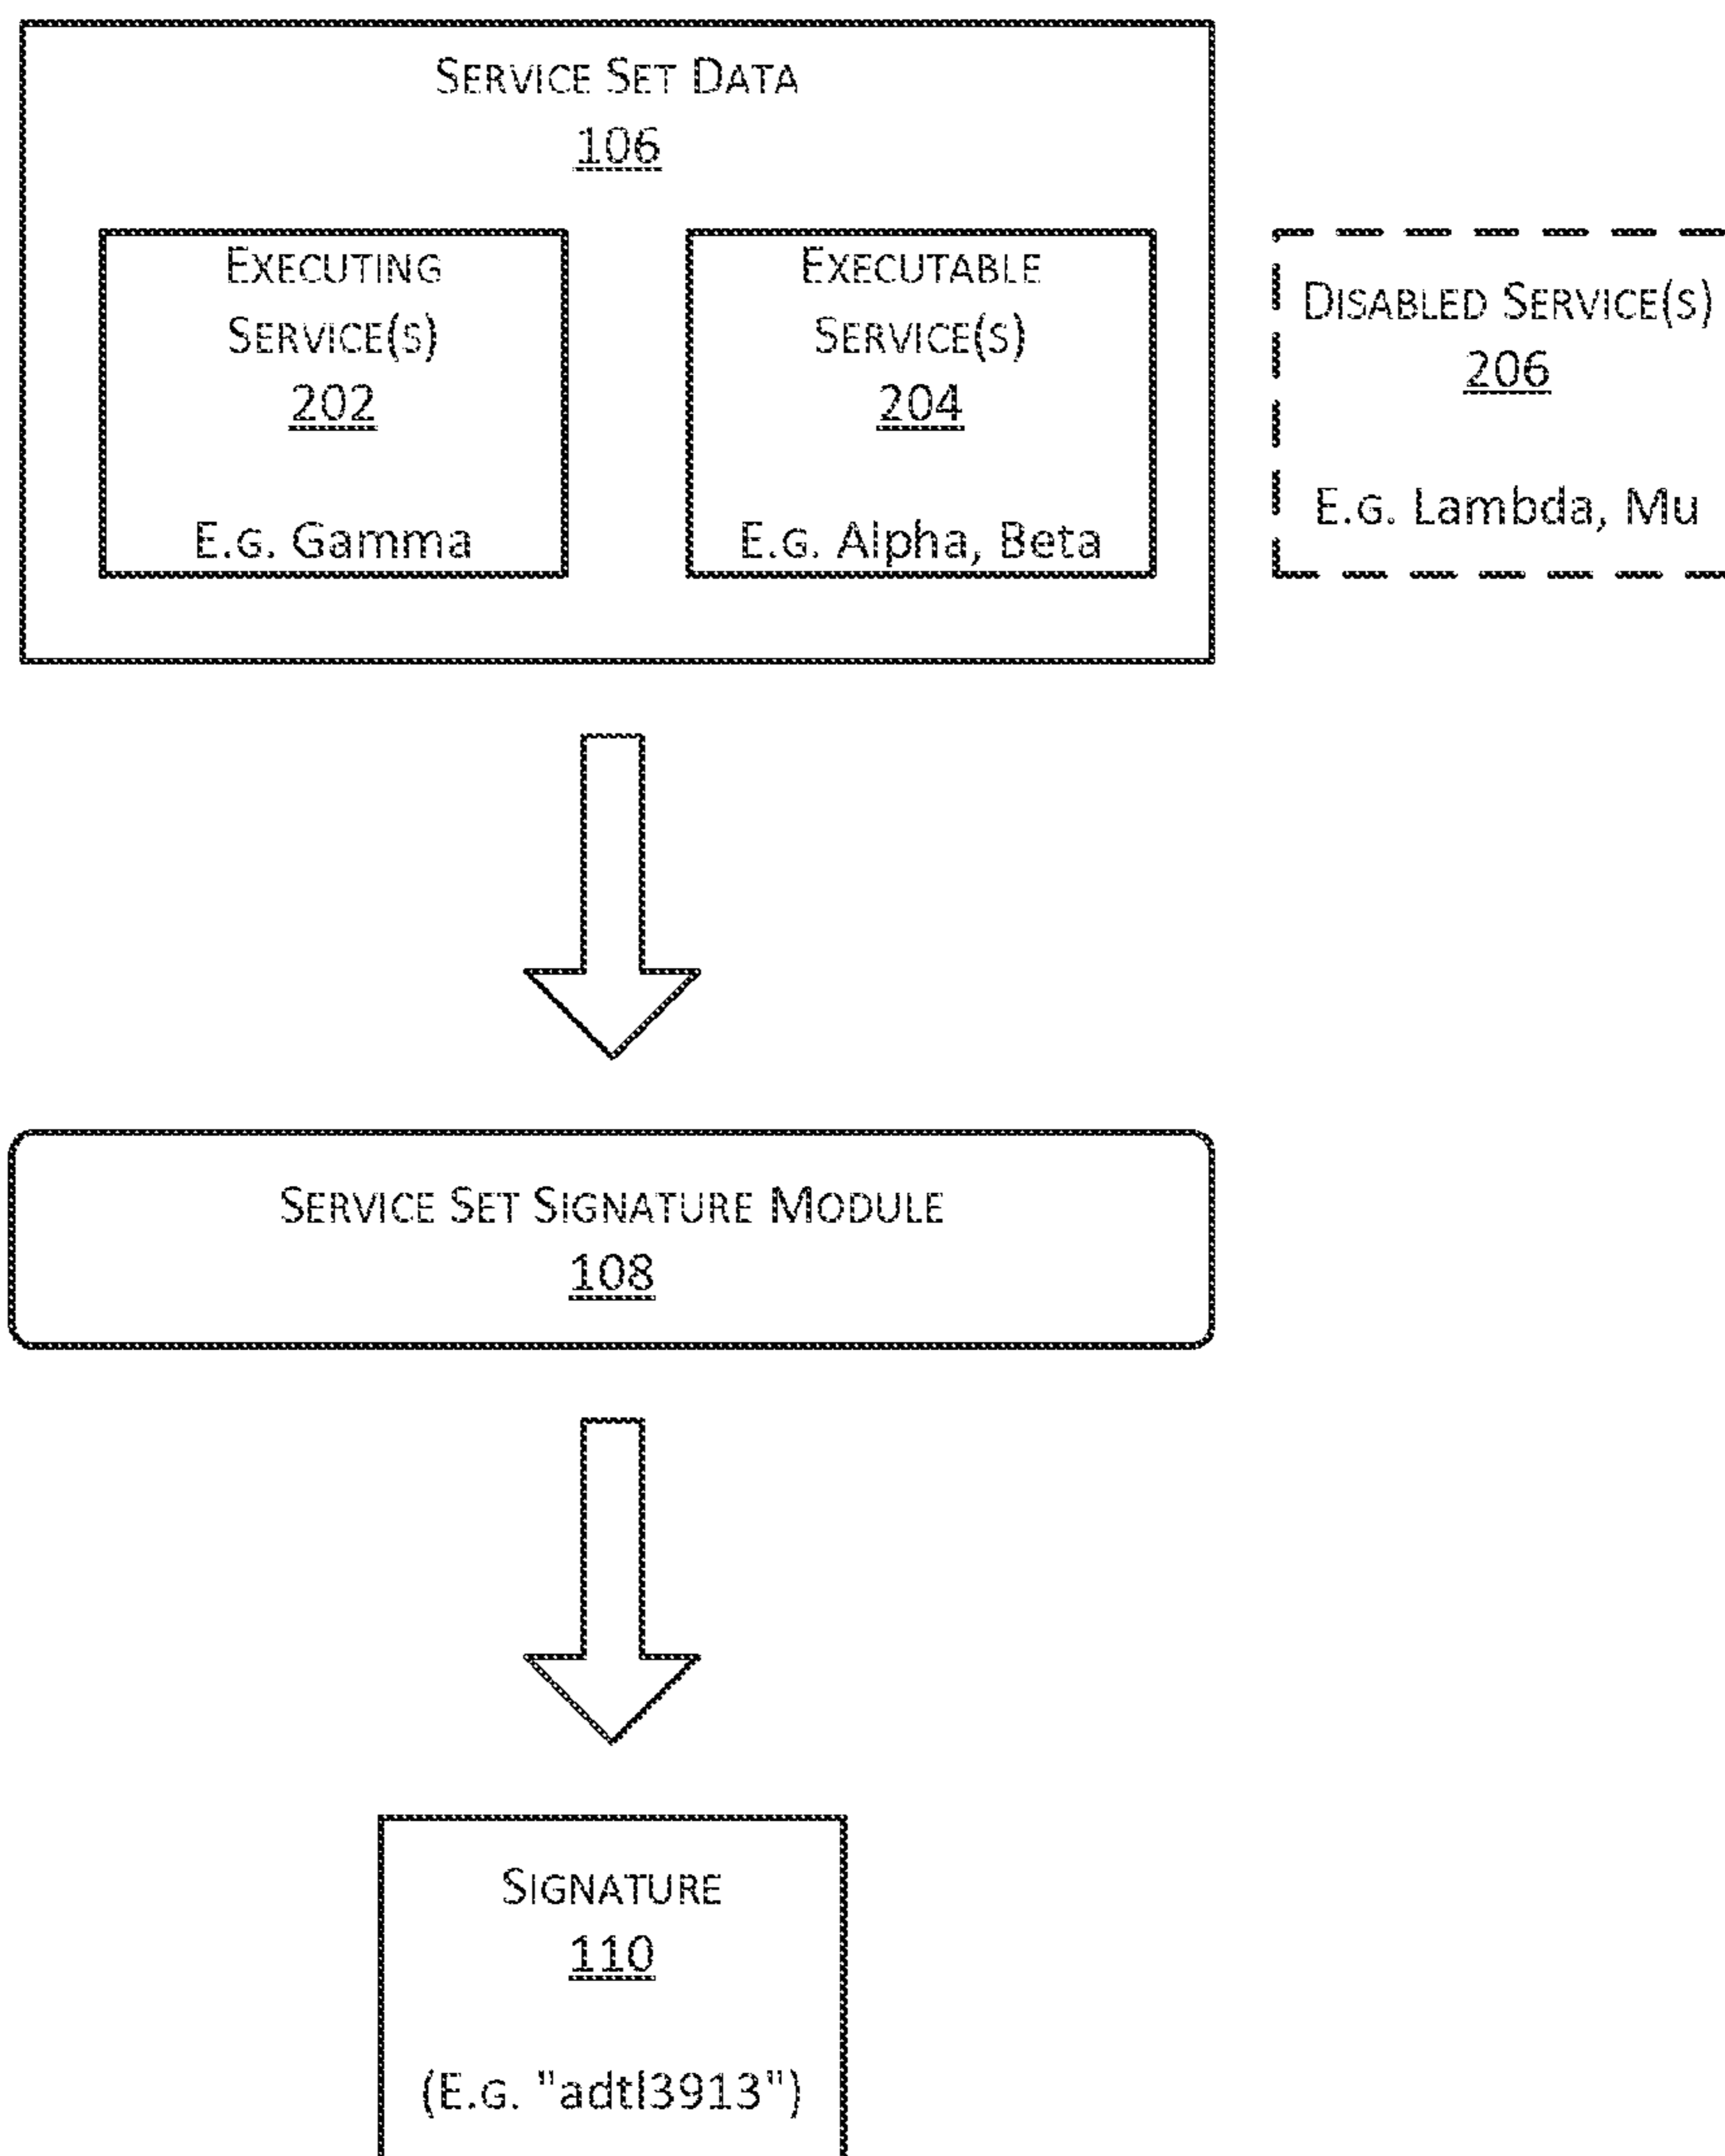 SERVICE SET DATA
106
EXECUTING
SERVICE(S)
202
E.G. Gamma
EXECUTABLE
SERVICE(S)
204
E.G. Alpha, Beta
DISABLED SERVICE(S)
206
E.G. Lambda, Mu
SERVICE SET SIGNATURE MODULE
108
SIGNATURE
110
(E.G. "adtl3913")